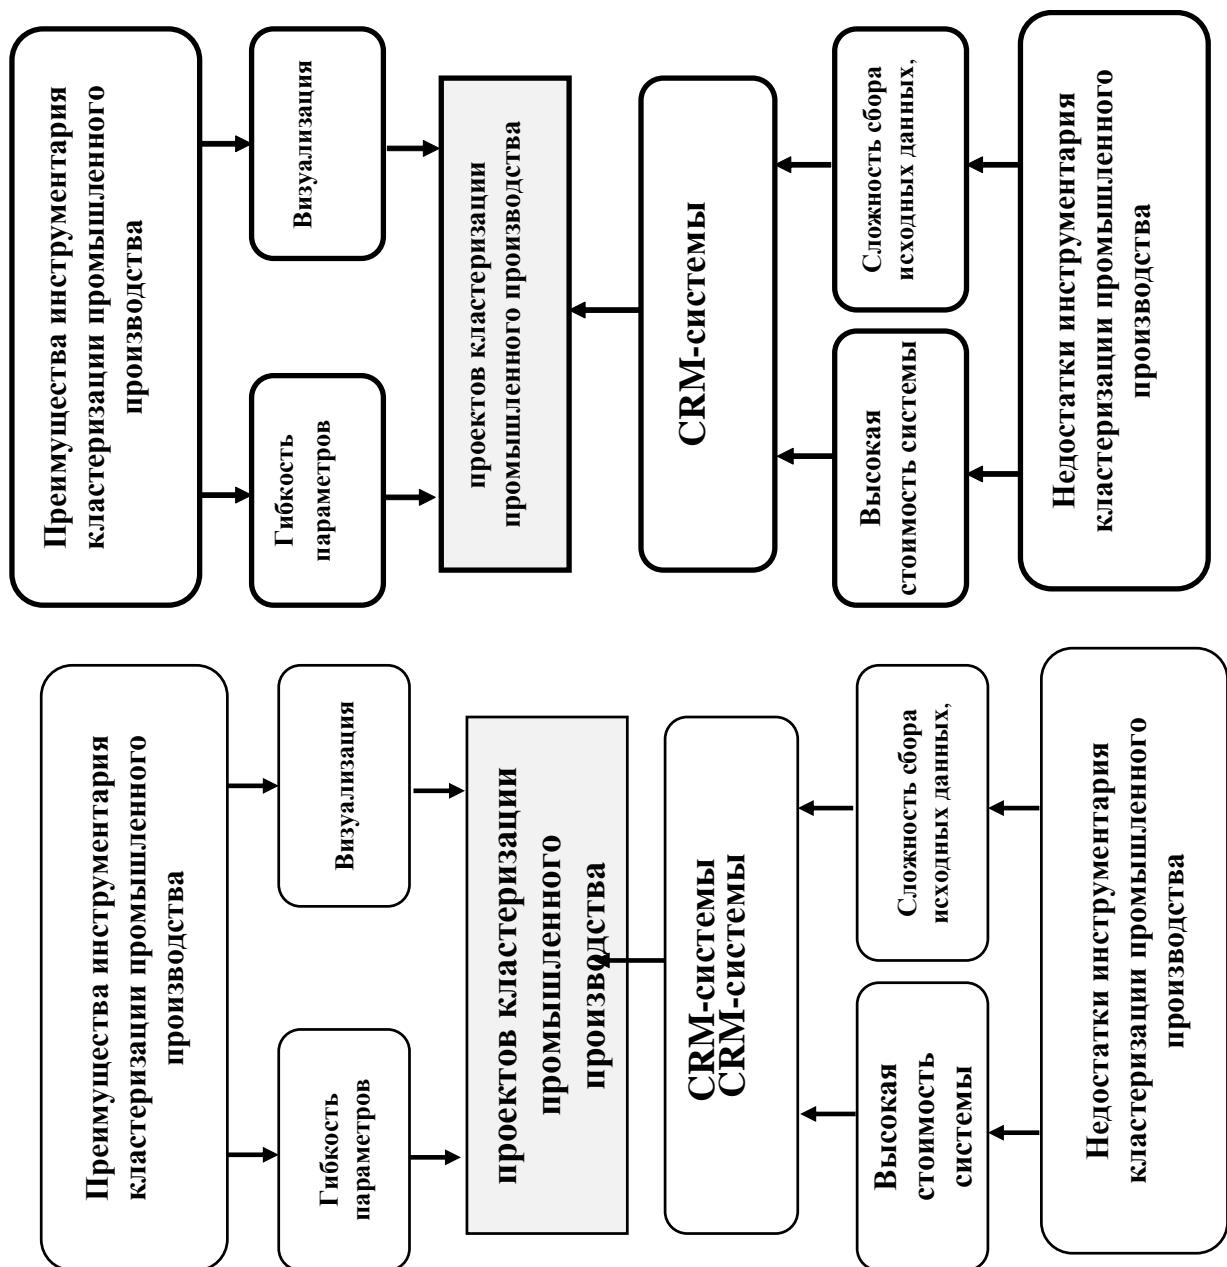 Преимущества инструментария
кластеризации промышленного
производства
Гибкость
параметров
Визуализация
проектов кластеризации
промышленного
производства
CRM-системы
CRM-системы
Высокая
стоимость
системы
Сложность сбора
исходных данных,
Недостатки инструментария
кластеризации промышленного
производства
Преимущества инструментария
кластеризации промышленного
производства
Гибкость
параметров
Визуализация
проектов кластеризации
промышленного производства
CRM-системы
Высокая
стоимость системы
Сложность сбора
исходных данных,
Недостатки инструментария
кластеризации промышленного
производства